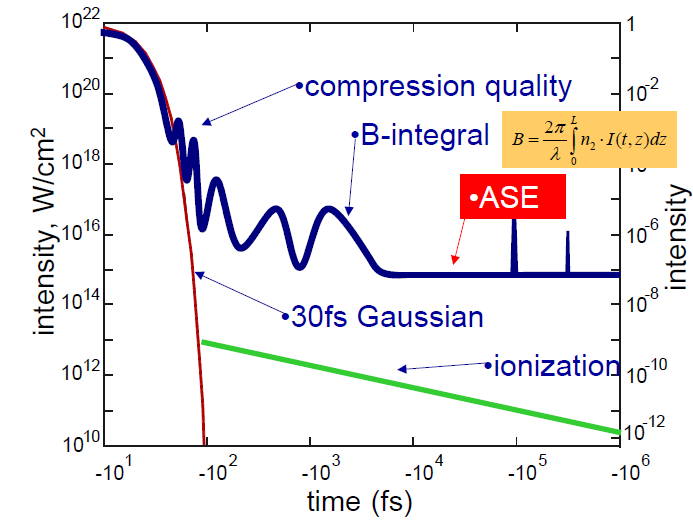 10²²
10²⁰
10¹⁸
10¹⁶
10¹⁴
10¹²
10¹⁰
intensity, W/cm²
•compression quality
•B-integral
B = 2π/λ ∫₀ᴸ n₂ · I(t, z)dz
•ASE
•30fs Gaussian
•ionization
1
10⁻²
10⁻⁶
10⁻⁸
10⁻¹⁰
10⁻¹²
intensity
-10¹
-10²
-10³
-10⁴
-10⁵
-10⁶
time (fs)